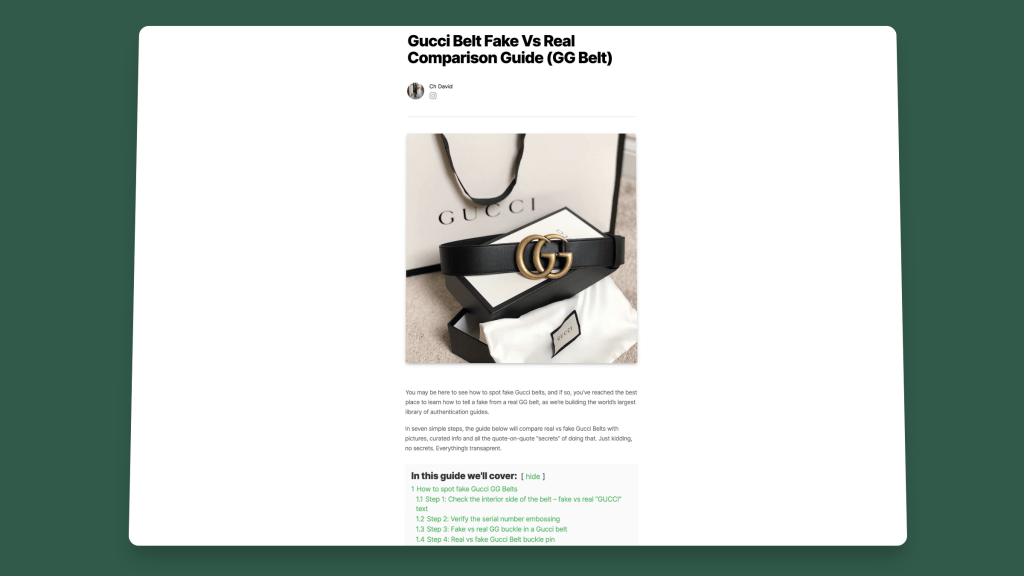 Gucci Belt Fake Vs Real
Comparison Guide (GG Belt)
Ch David
GUCCI
GUCCI
You may be here to see how to spot fake Gucci belts, and if so, you've reached the best
place to learn how to tell a fake from a real GG belt, as we're building the world's largest
library of authentication guides.
In seven simple steps, the guide below will compare real vs fake Gucci Belts with
pictures, curated info and all the quote-on-quote "secrets" of doing that. Just kidding,
no secrets. Everything's transaprent.
In this guide we'll cover: [ hide ]
1 How to spot fake Gucci GG Belts
1.1 Step 1: Check the interior side of the belt – fake vs real "GUCCI"
text
1.2 Step 2: Verify the serial number embossing
1.3 Step 3: Fake vs real GG buckle in a Gucci belt
1.4 Step 4: Real vs fake Gucci Belt buckle pin